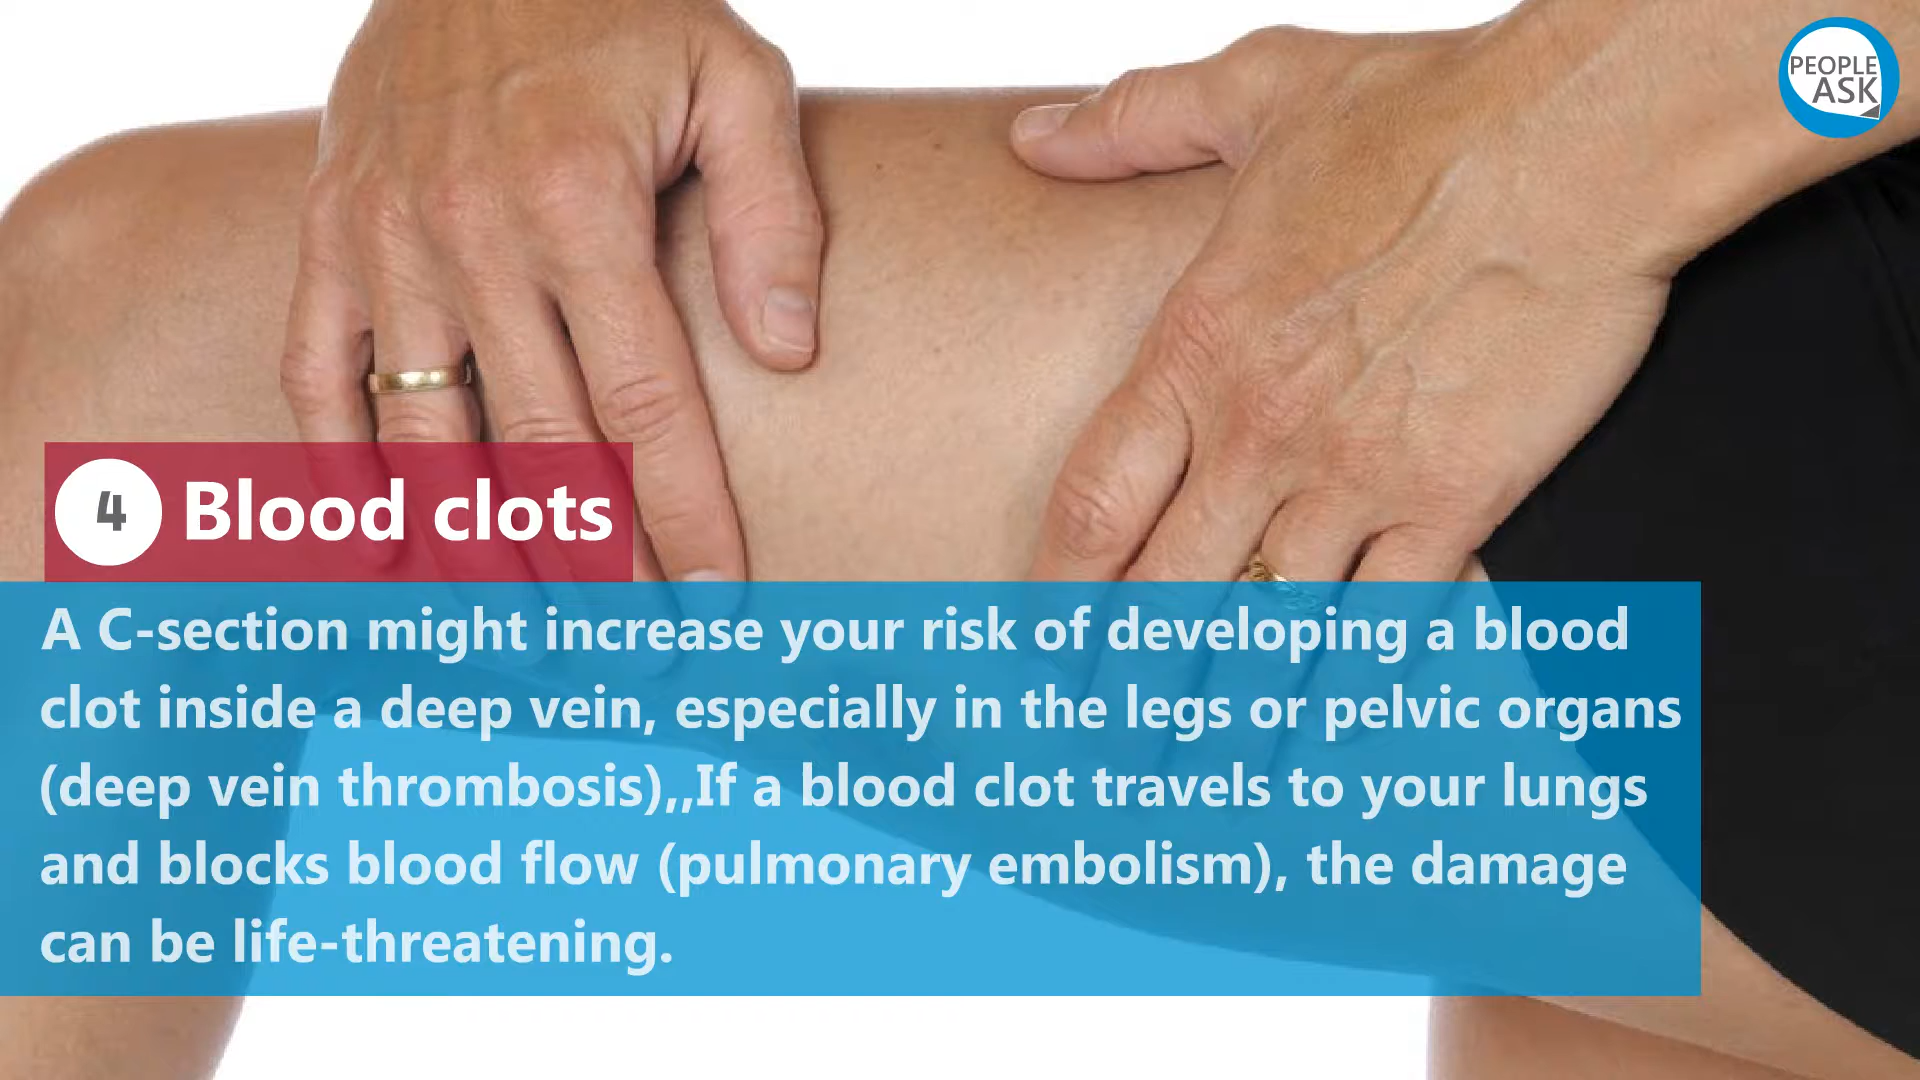 PEOPLE
ASK
4 Blood clots
A C-section might increase your risk of developing a blood
clot inside a deep vein, especially in the legs or pelvic organs
(deep vein thrombosis),,If a blood clot travels to your lungs
and blocks blood flow (pulmonary embolism), the damage
can be life-threatening.